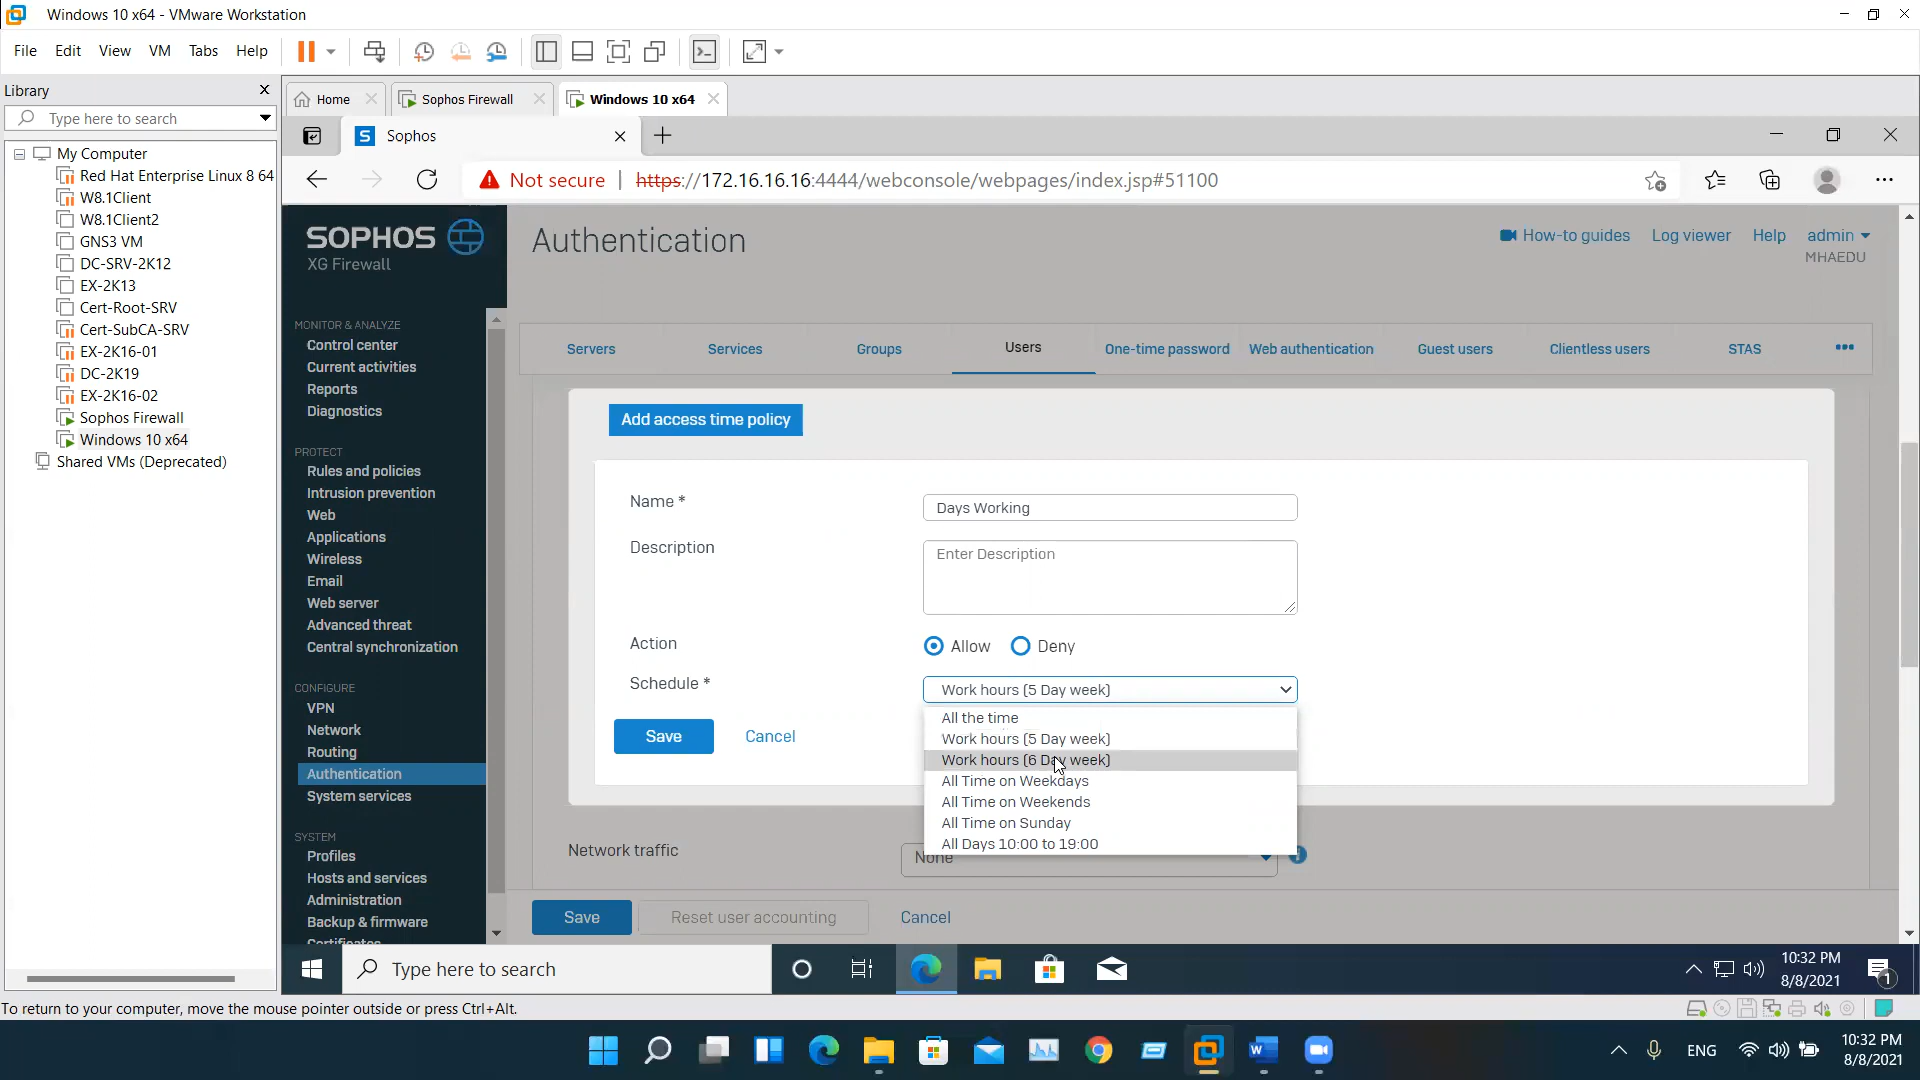 Windows 10 x64 - VMware Workstation
File Edit View VM Tabs Help
Library
Type here to search
My Computer
Red Hat Enterprise Linux 8 64
W8.1Client
W8.1Client2
GNS3 VM
DC-SRV-2K12
EX-2K13
Cert-Root-SRV
Cert-SubCA-SRV
EX-2K16-01
DC-2K19
EX-2K16-02
Sophos Firewall
Windows 10 x64
Shared VMs (Deprecated)
Home Sophos Firewall Windows 10 x64
S Sophos
Not secure | https://172.16.16.16:4444/webconsole/webpages/index.jsp#51100
SOPHOS
XG Firewall
MONITOR & ANALYZE
Control center
Current activities
Reports
Diagnostics
PROTECT
Rules and policies
Intrusion prevention
Web
Applications
Wireless
Email
Web server
Advanced threat
Central synchronization
CONFIGURE
VPN
Network
Routing
Authentication
System services
SYSTEM
Profiles
Hosts and services
Administration
Backup & firmware
Certificates
Authentication
How-to guides Log viewer Help admin
MHAEDU
Servers Services Groups Users One-time password Web authentication Guest users Clientless users STAS •••
Add access time policy
Name * Days Working
Description Enter Description
Action Allow Deny
Schedule * Work hours (5 Day week)
All the time
Work hours (5 Day week)
Work hours (6 Day week)
All Time on Weekdays
All Time on Weekends
All Time on Sunday
All Days 10:00 to 19:00
Save Cancel
Network traffic None
Save Reset user accounting Cancel
Type here to search
10:32 PM
8/8/2021
1
To return to your computer, move the mouse pointer outside or press Ctrl+Alt.
ENG
10:32 PM
8/8/2021